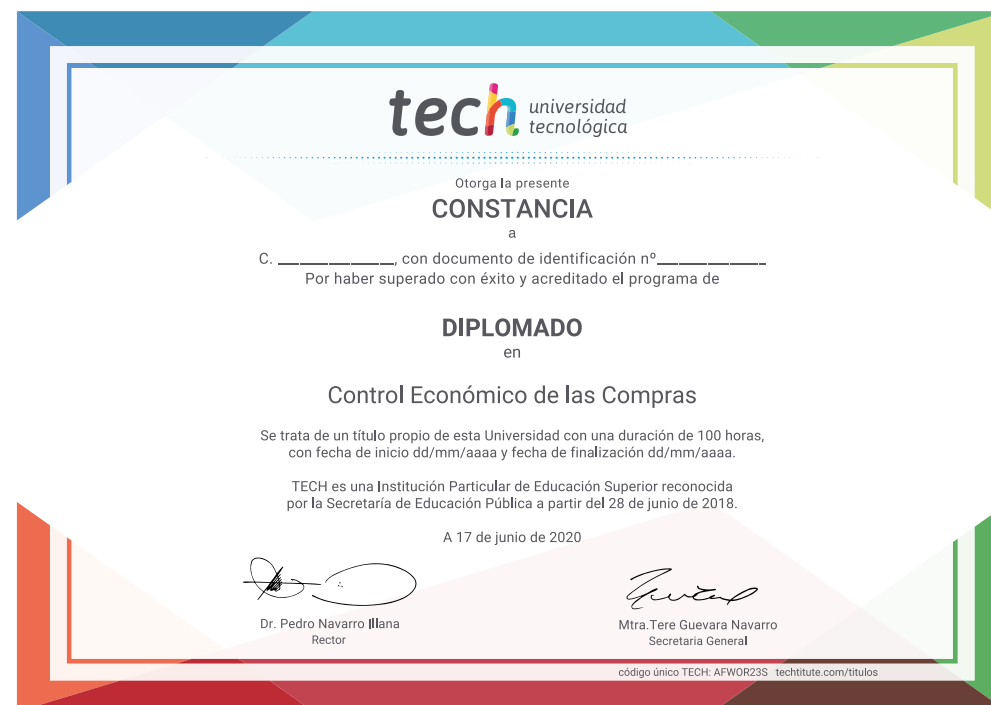 tech universidad
tecnológica
Otorga la presente
CONSTANCIA
a
C. ______________, con documento de identificación nº_____________
Por haber superado con éxito y acreditado el programa de
DIPLOMADO
en
Control Económico de las Compras
Se trata de un título propio de esta Universidad con una duración de 100 horas,
con fecha de inicio dd/mm/aaaa y fecha de finalización dd/mm/aaaa.
TECH es una Institución Particular de Educación Superior reconocida
por la Secretaría de Educación Pública a partir del 28 de junio de 2018.
A 17 de junio de 2020
Dr. Pedro Navarro Illana
Rector
Mtra.Tere Guevara Navarro
Secretaria General
código único TECH: AFWOR23S techtitute.com/titulos